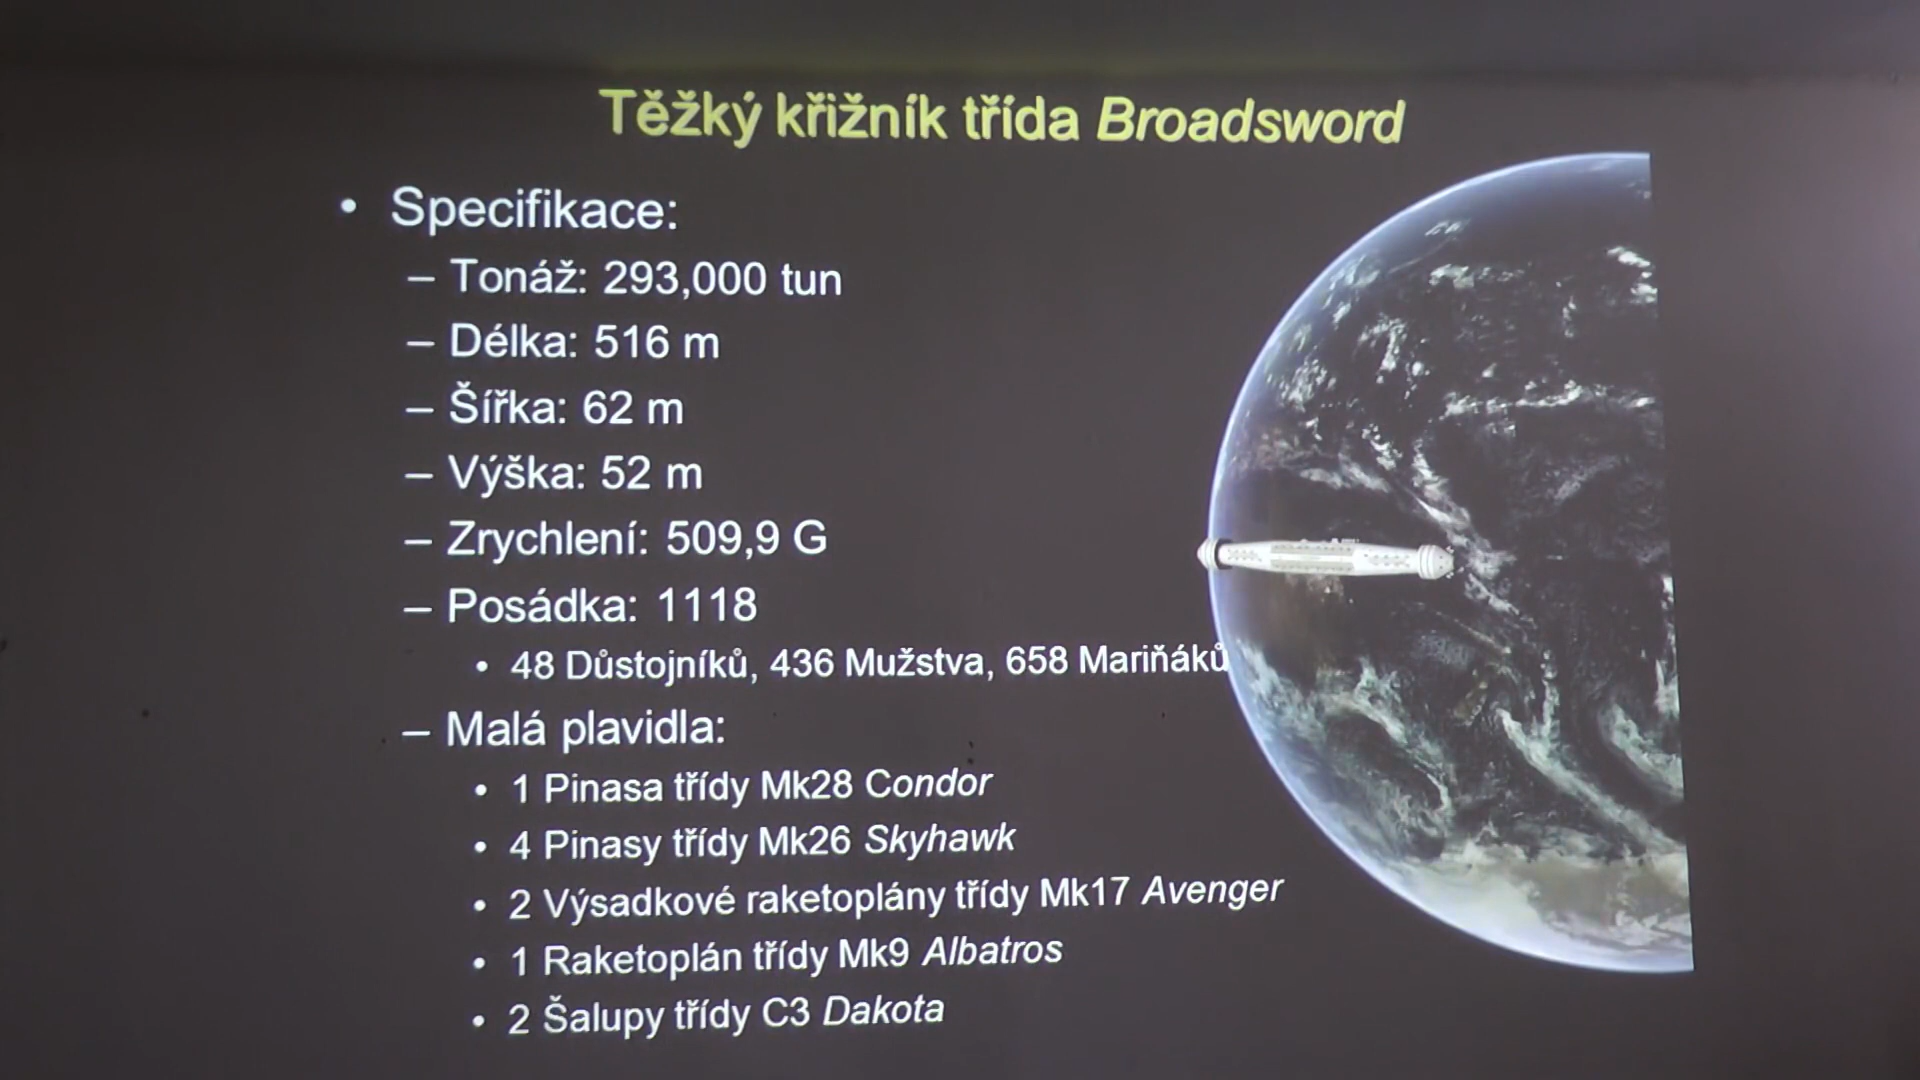 Těžký křižník třída Broadsword
• Specifikace:
– Tonáž: 293,000 tun
– Délka: 516 m
– Šířka: 62 m
– Výška: 52 m
– Zrychlení: 509,9 G
– Posádka: 1118
• 48 Důstojníků, 436 Mužstva, 658 Mariňáků
– Malá plavidla:
• 1 Pinasa třídy Mk28 Condor
• 4 Pinasy třídy Mk26 Skyhawk
• 2 Výsadkové raketoplány třídy Mk17 Avenger
• 1 Raketoplán třídy Mk9 Albatros
• 2 Šalupy třídy C3 Dakota